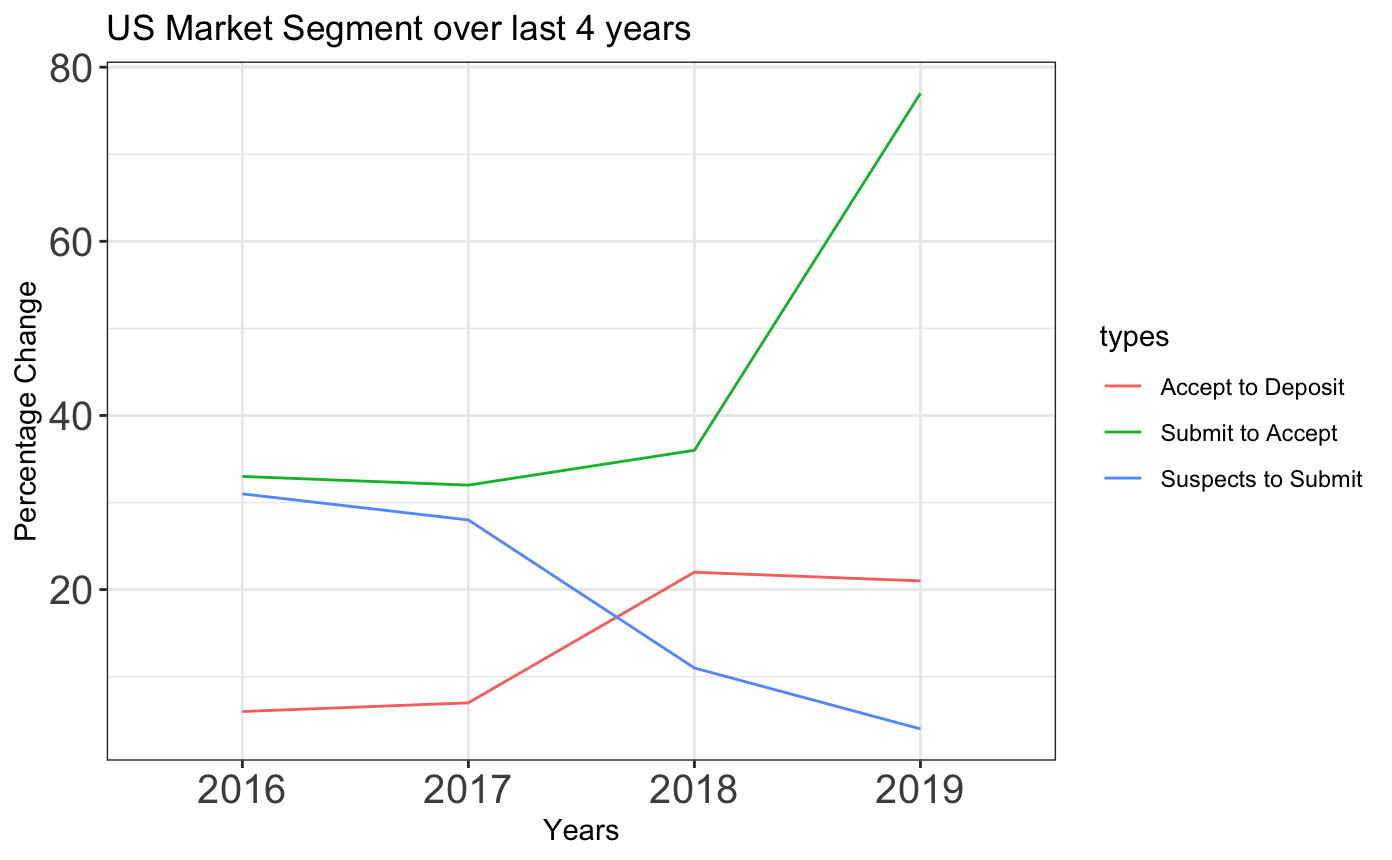 US Market Segment over last 4 years
80
60
40
20
Percentage Change
2016 2017 2018 2019
Years
types
Accept to Deposit
Submit to Accept
Suspects to Submit